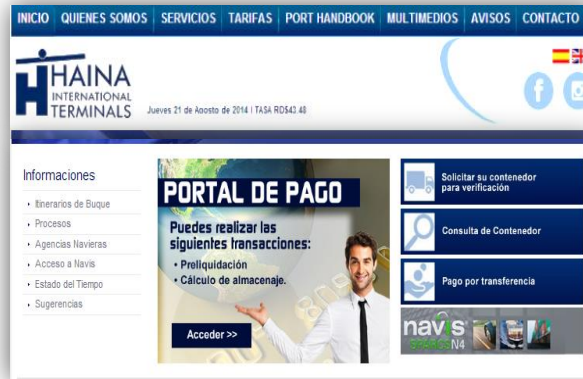 INICIO QUIENES SOMOS SERVICIOS TARIFAS PORT HANDBOOK MULTIMEDIOS AVISOS CONTACTO
HAINA
INTERNATIONAL
TERMINALS
Jueves 21 de Agosto de 2014 | TASA RD$43.48
Informaciones
Itinerarios de Buque
Procesos
Agencias Navieras
Acceso a Navis
Estado del Tiempo
Sugerencias
PORTAL DE PAGO
Puedes realizar las
siguientes transacciones:
• Preliquidación
• Cálculo de almacenaje.
Acceder >>
Solicitar su contenedor
para verificación
Consulta de Contenedor
Pago por transferencia
navis
SPARCS N4